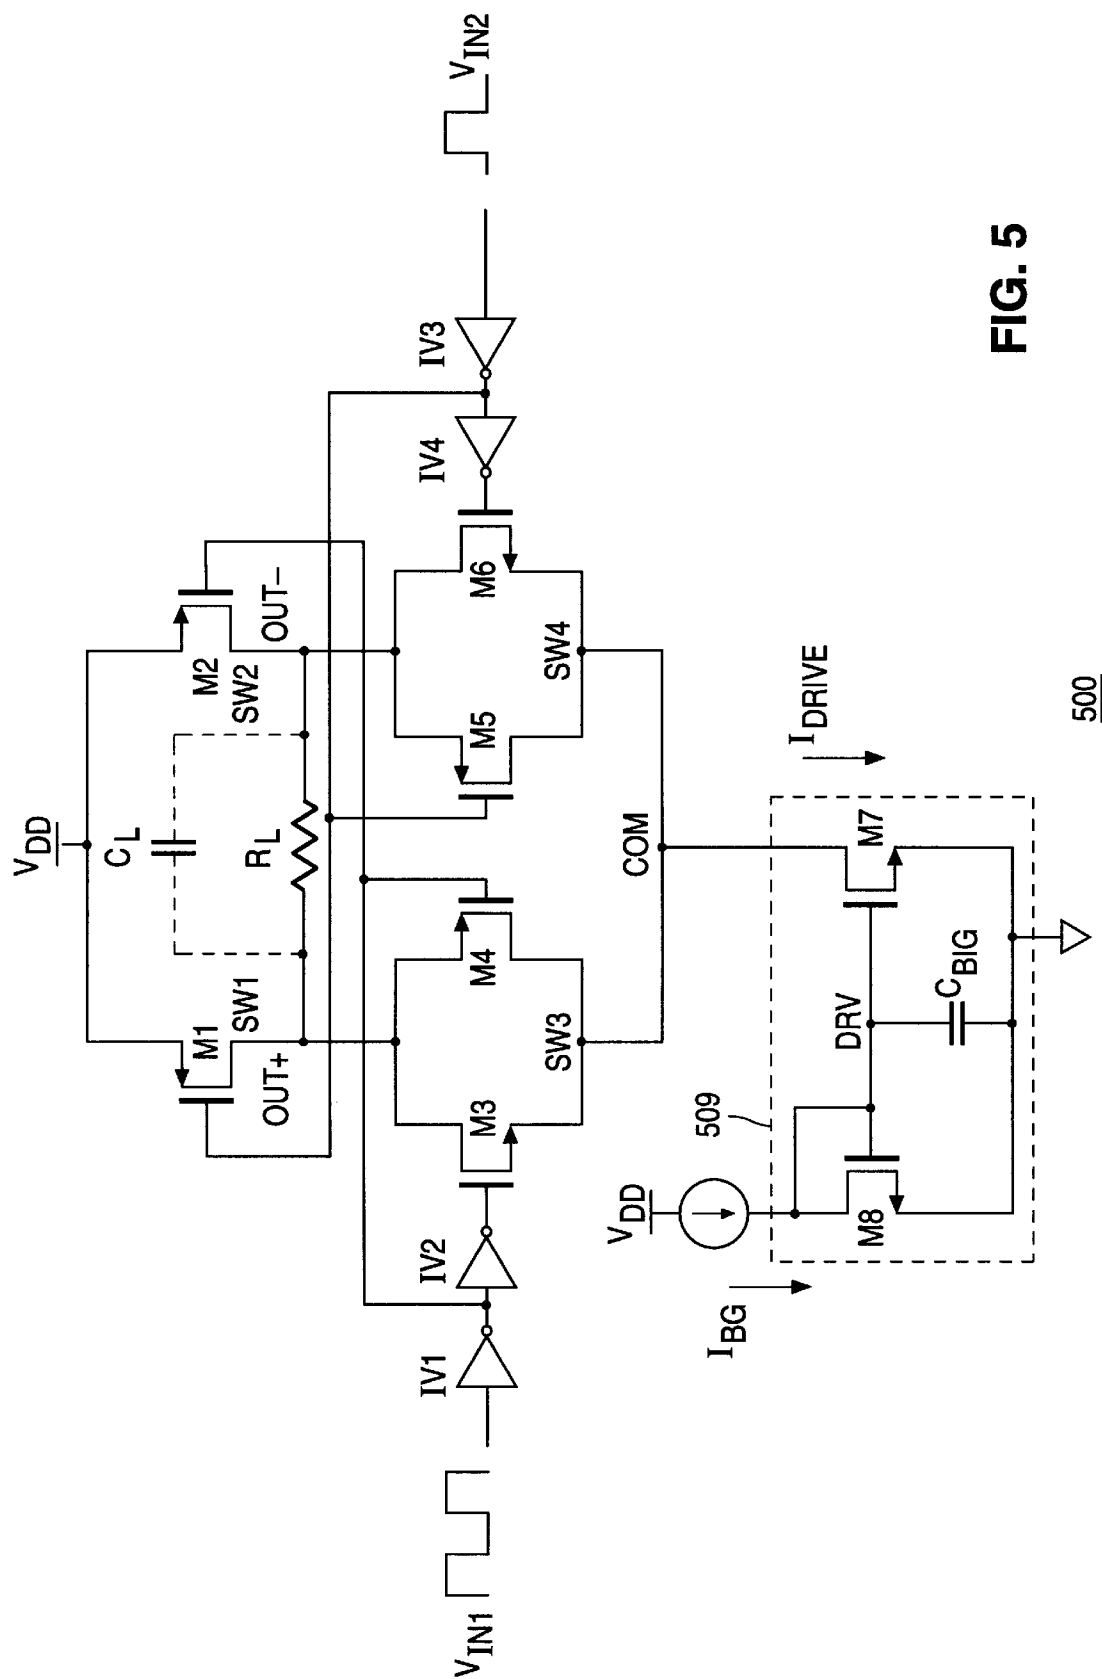 V_DD
C_L
R_L
M1
SW1
OUT+
M2
SW2
OUT−
V_IN1
IV1
IV2
M3
M4
SW3
M5
M6
SW4
IV4
IV3
V_IN2
COM
I_DRIVE
509
V_DD
I_BG
M8
DRV
C_BIG
M7
500
FIG. 5